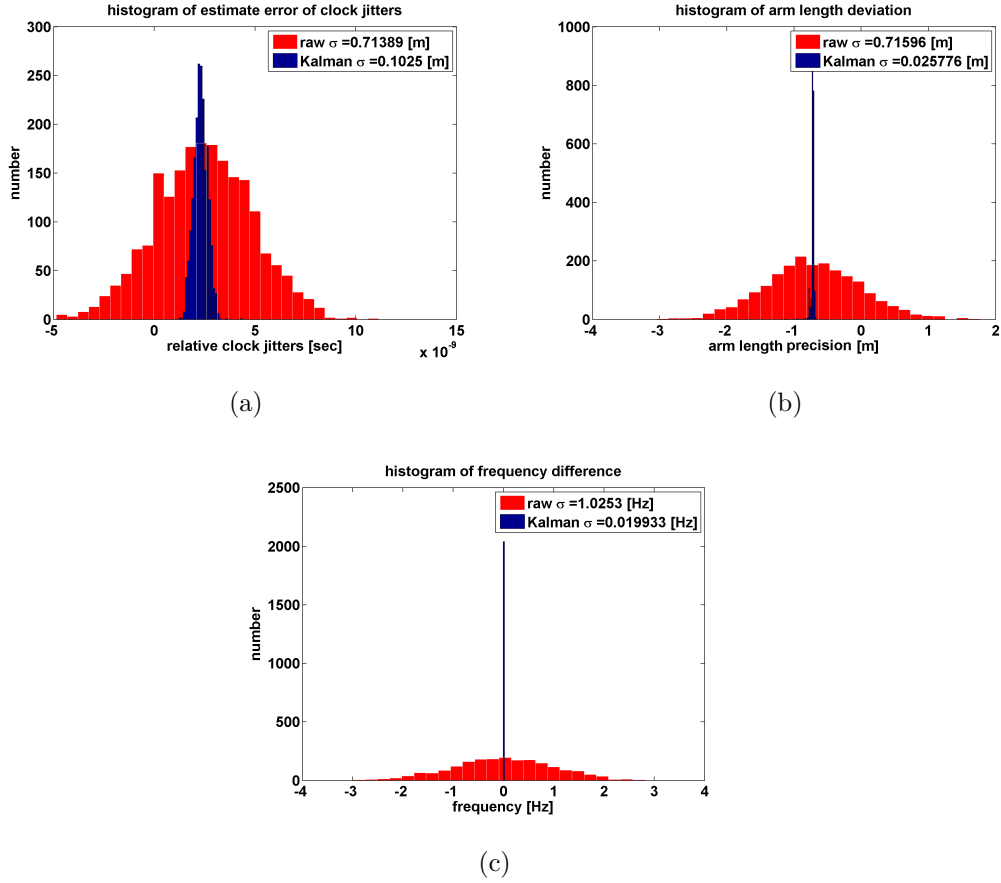 histogram of estimate error of clock jitters
raw σ =0.71389 [m]
Kalman σ =0.1025 [m]
number
300
250
200
150
100
50
0
-5 0 5 10 15
relative clock jitters [sec]
x 10⁻⁹
(a)
histogram of arm length deviation
raw σ =0.71596 [m]
Kalman σ =0.025776 [m]
number
1000
800
600
400
200
0
-4 -3 -2 -1 0 1 2
arm length precision [m]
(b)
histogram of frequency difference
raw σ =1.0253 [Hz]
Kalman σ =0.019933 [Hz]
number
2500
2000
1500
1000
500
0
-4 -3 -2 -1 0 1 2 3 4
frequency [Hz]
(c)